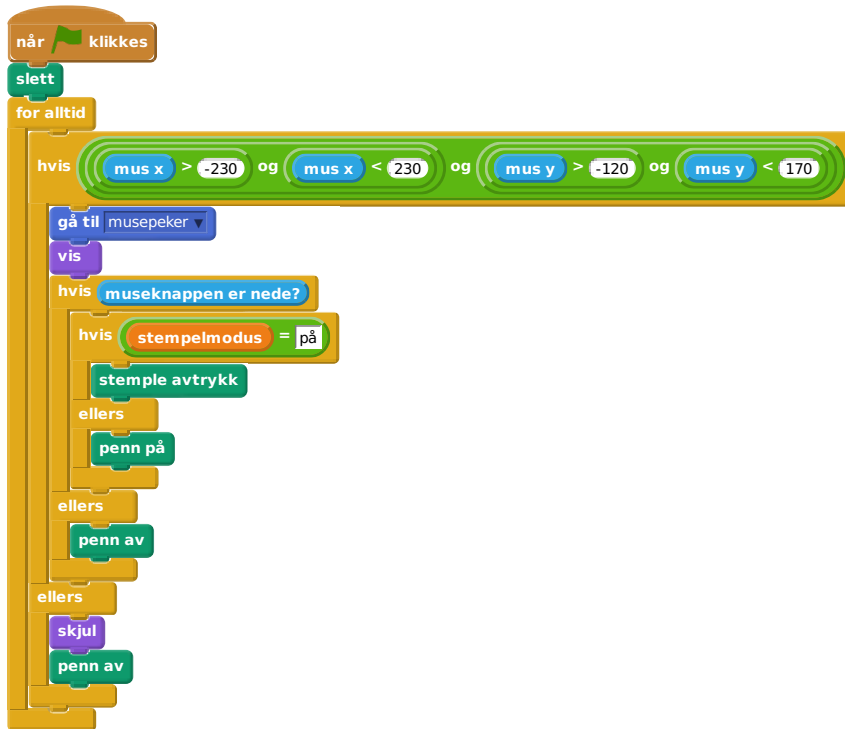 når klikkes
slett
for alltid
hvis mus x > -230 og mus x < 230 og mus y > -120 og mus y < 170
gå til musepeker
vis
hvis museknappen er nede?
hvis stempelmodus = på
stemple avtrykk
ellers
penn på
ellers
penn av
ellers
skjul
penn av